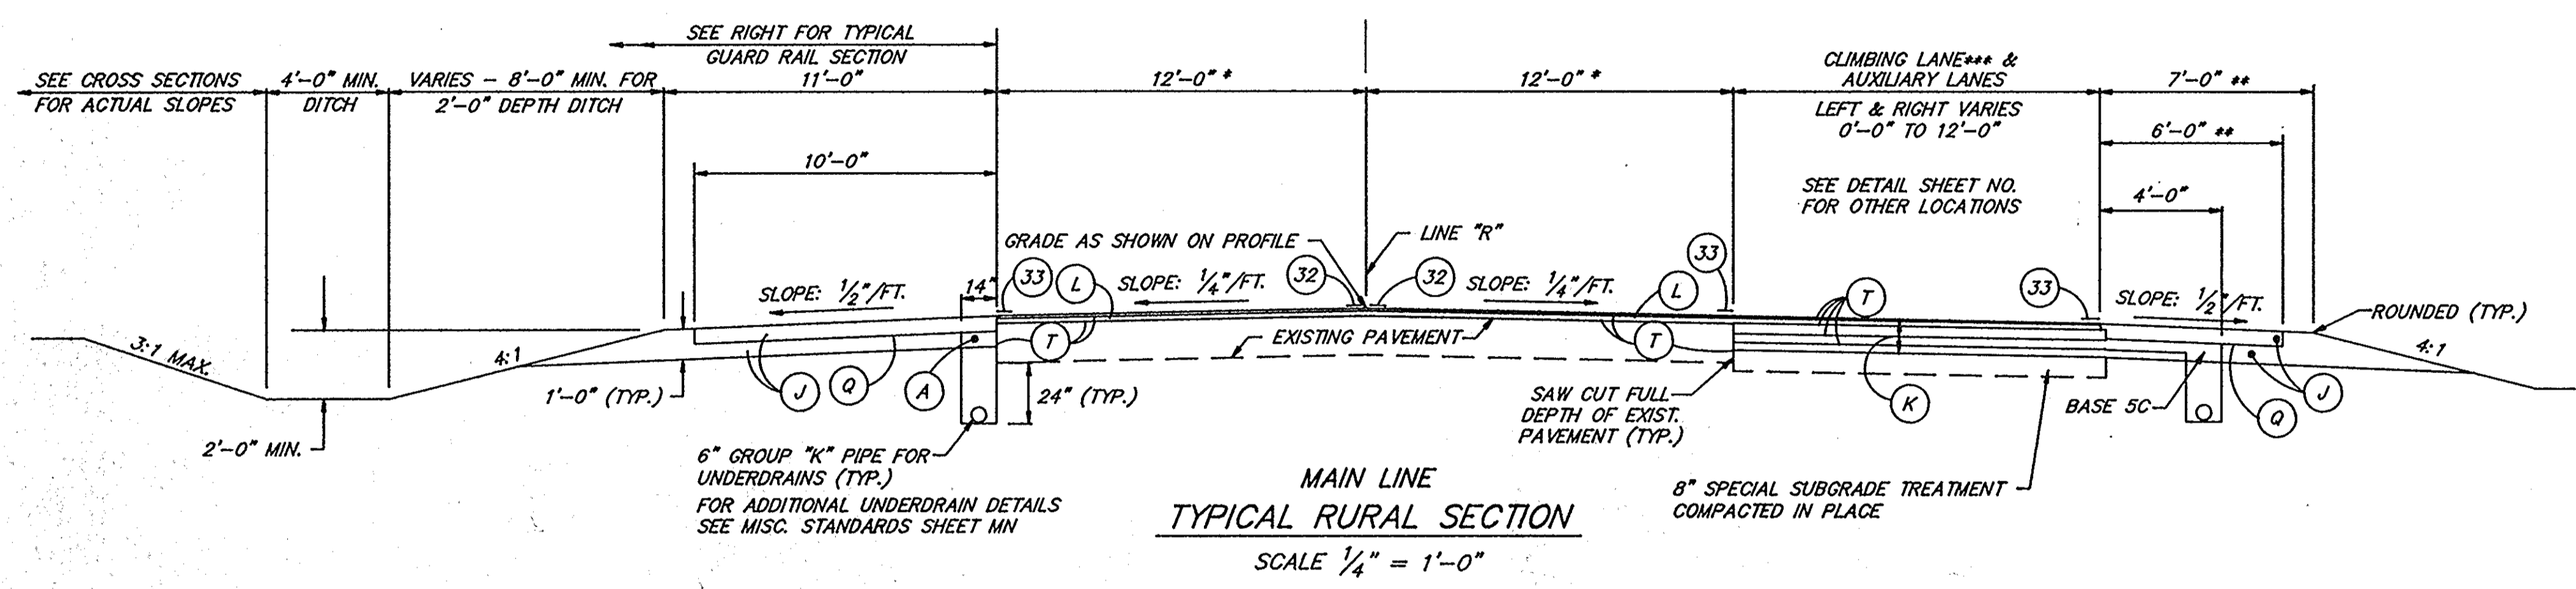 SEE RIGHT FOR TYPICAL
GUARD RAIL SECTION
SEE CROSS SECTIONS
FOR ACTUAL SLOPES
4'-0" MIN.
DITCH
VARIES - 8'-0" MIN. FOR
2'-0" DEPTH DITCH
11'-0"
12'-0" *
12'-0" *
CLIMBING LANE*** &
AUXILIARY LANES
LEFT & RIGHT VARIES
0'-0" TO 12'-0"
7'-0" **
6'-0" **
10'-0"
SEE DETAIL SHEET NO.
FOR OTHER LOCATIONS
4'-0"
GRADE AS SHOWN ON PROFILE
LINE "R"
SLOPE: 1/2"/FT.
14"
33
L
SLOPE: 1/4"/FT.
32
32
SLOPE: 1/4"/FT.
L
33
T
33
SLOPE: 1/2"/FT.
ROUNDED (TYP.)
3:1 MAX.
4:1
1'-0" (TYP.)
J
Q
A
T
EXISTING PAVEMENT
T
4:1
24" (TYP.)
SAW CUT FULL
DEPTH OF EXIST.
PAVEMENT (TYP.)
K
BASE 5C
Q
J
2'-0" MIN.
6" GROUP "K" PIPE FOR
UNDERDRAINS (TYP.)
FOR ADDITIONAL UNDERDRAIN DETAILS
SEE MISC. STANDARDS SHEET MN
8" SPECIAL SUBGRADE TREATMENT
COMPACTED IN PLACE
MAIN LINE
TYPICAL RURAL SECTION
SCALE 1/4" = 1'-0"